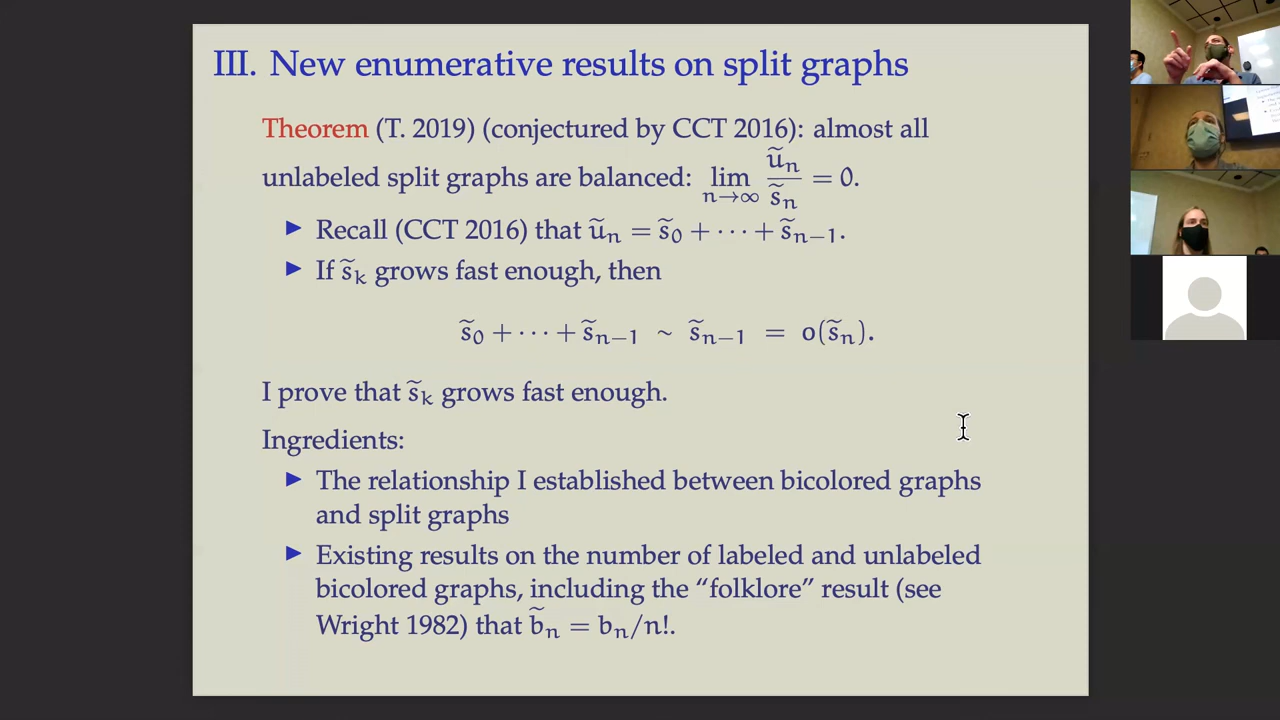 III. New enumerative results on split graphs
Theorem (T. 2019) (conjectured by CCT 2016): almost all
unlabeled split graphs are balanced: lim_{n→∞} ũ_n / s̃_n = 0.
▶ Recall (CCT 2016) that ũ_n = s̃_0 + ⋯ + s̃_{n−1}.
▶ If s̃_k grows fast enough, then
s̃_0 + ⋯ + s̃_{n−1} ~ s̃_{n−1} = o(s̃_n).
I prove that s̃_k grows fast enough.
Ingredients:
▶ The relationship I established between bicolored graphs
and split graphs
▶ Existing results on the number of labeled and unlabeled
bicolored graphs, including the “folklore” result (see
Wright 1982) that b̃_n = b_n/n!.